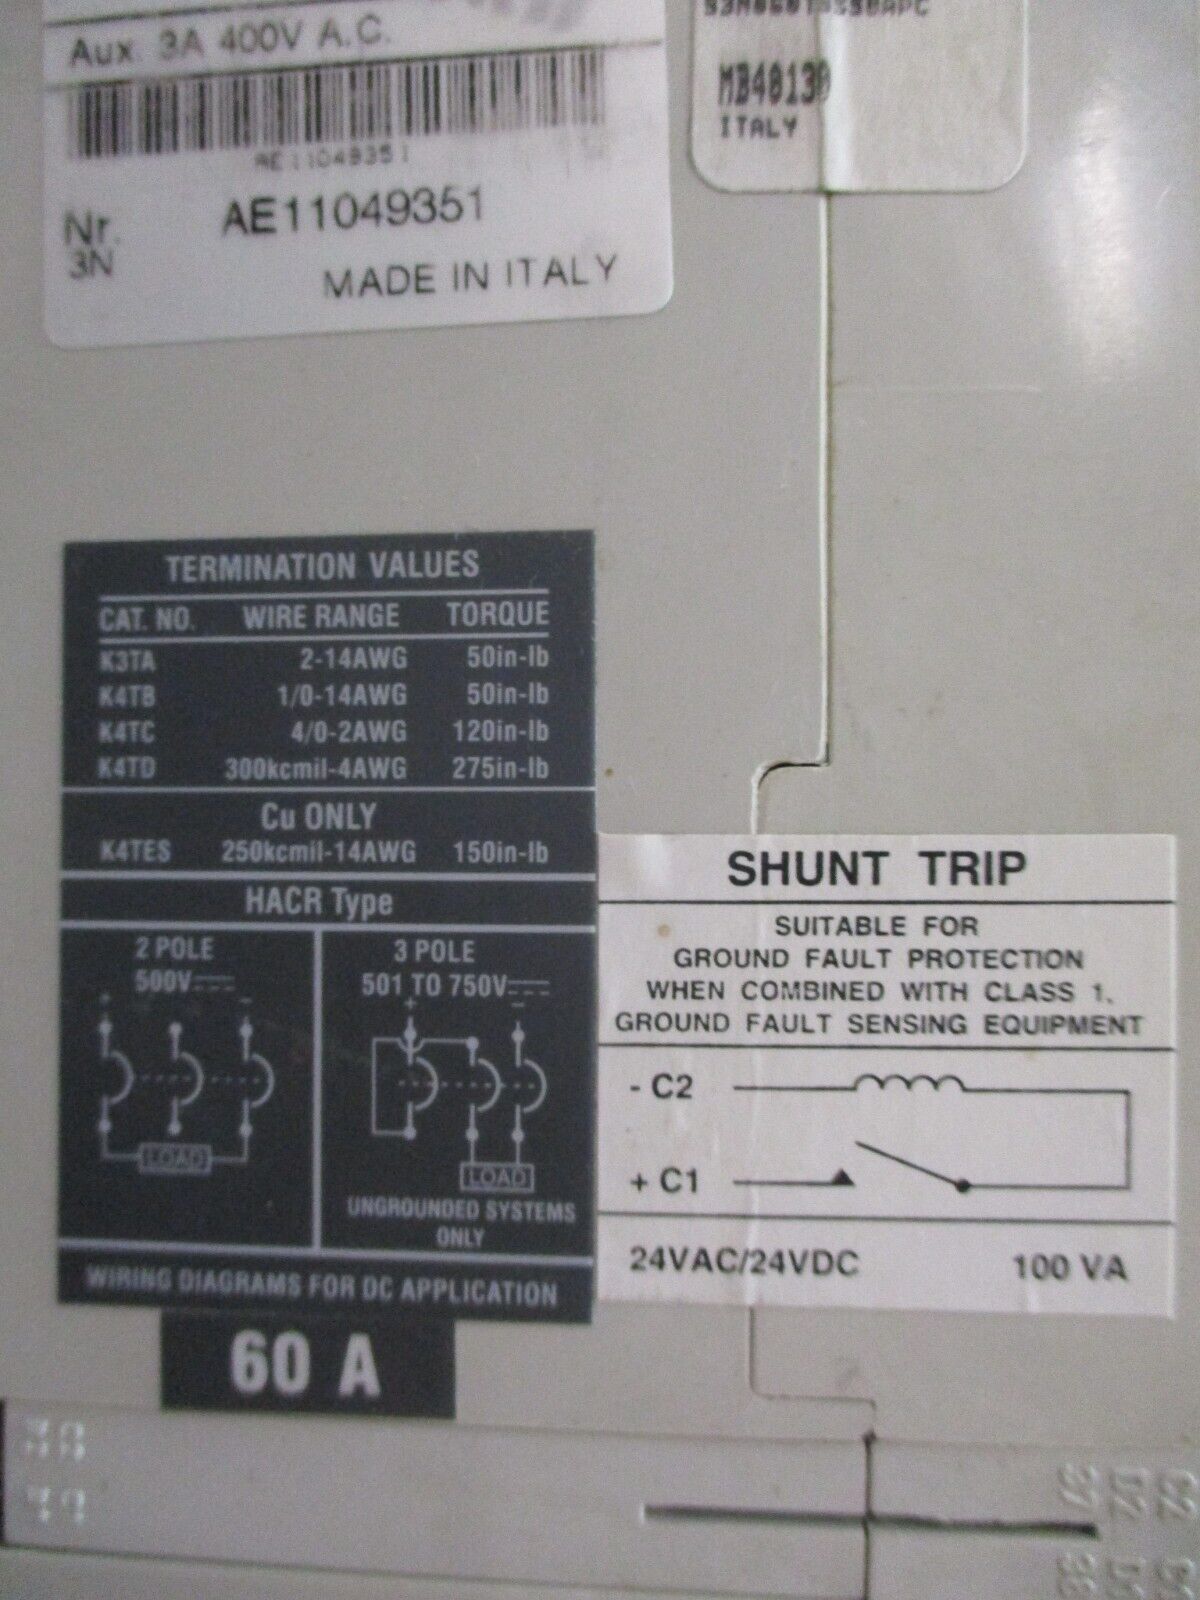 Aux. 3A 400V A.C.
AE11049351
Nr. AE11049351
3N
MADE IN ITALY
ITALY
TERMINATION VALUES
CAT. NO. WIRE RANGE TORQUE
K3TA 2-14AWG 50in-lb
K4TB 1/0-14AWG 50in-lb
K4TC 4/0-2AWG 120in-lb
K4TD 300kcmil-4AWG 275in-lb
Cu ONLY
K4TES 250kcmil-14AWG 150in-lb
HACR Type
2 POLE
500V
+ -
LOAD
3 POLE
501 TO 750V
+ -
LOAD
UNGROUNDED SYSTEMS
ONLY
WIRING DIAGRAMS FOR DC APPLICATION
60 A
SHUNT TRIP
SUITABLE FOR
GROUND FAULT PROTECTION
WHEN COMBINED WITH CLASS 1.
GROUND FAULT SENSING EQUIPMENT
- C2
+ C1
24VAC/24VDC 100 VA